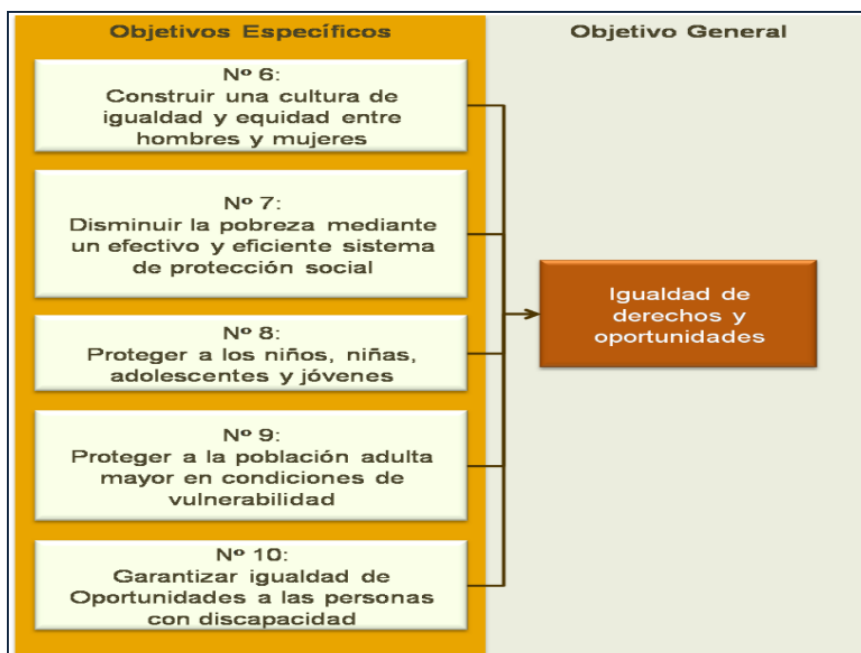 Objetivos Específicos
Objetivo General
Nº 6:
Construir una cultura de
igualdad y equidad entre
hombres y mujeres
Nº 7:
Disminuir la pobreza mediante
un efectivo y eficiente sistema
de protección social
Nº 8:
Proteger a los niños, niñas,
adolescentes y jóvenes
Nº 9:
Proteger a la población adulta
mayor en condiciones de
vulnerabilidad
Nº 10:
Garantizar igualdad de
Oportunidades a las personas
con discapacidad
Igualdad de
derechos y
oportunidades